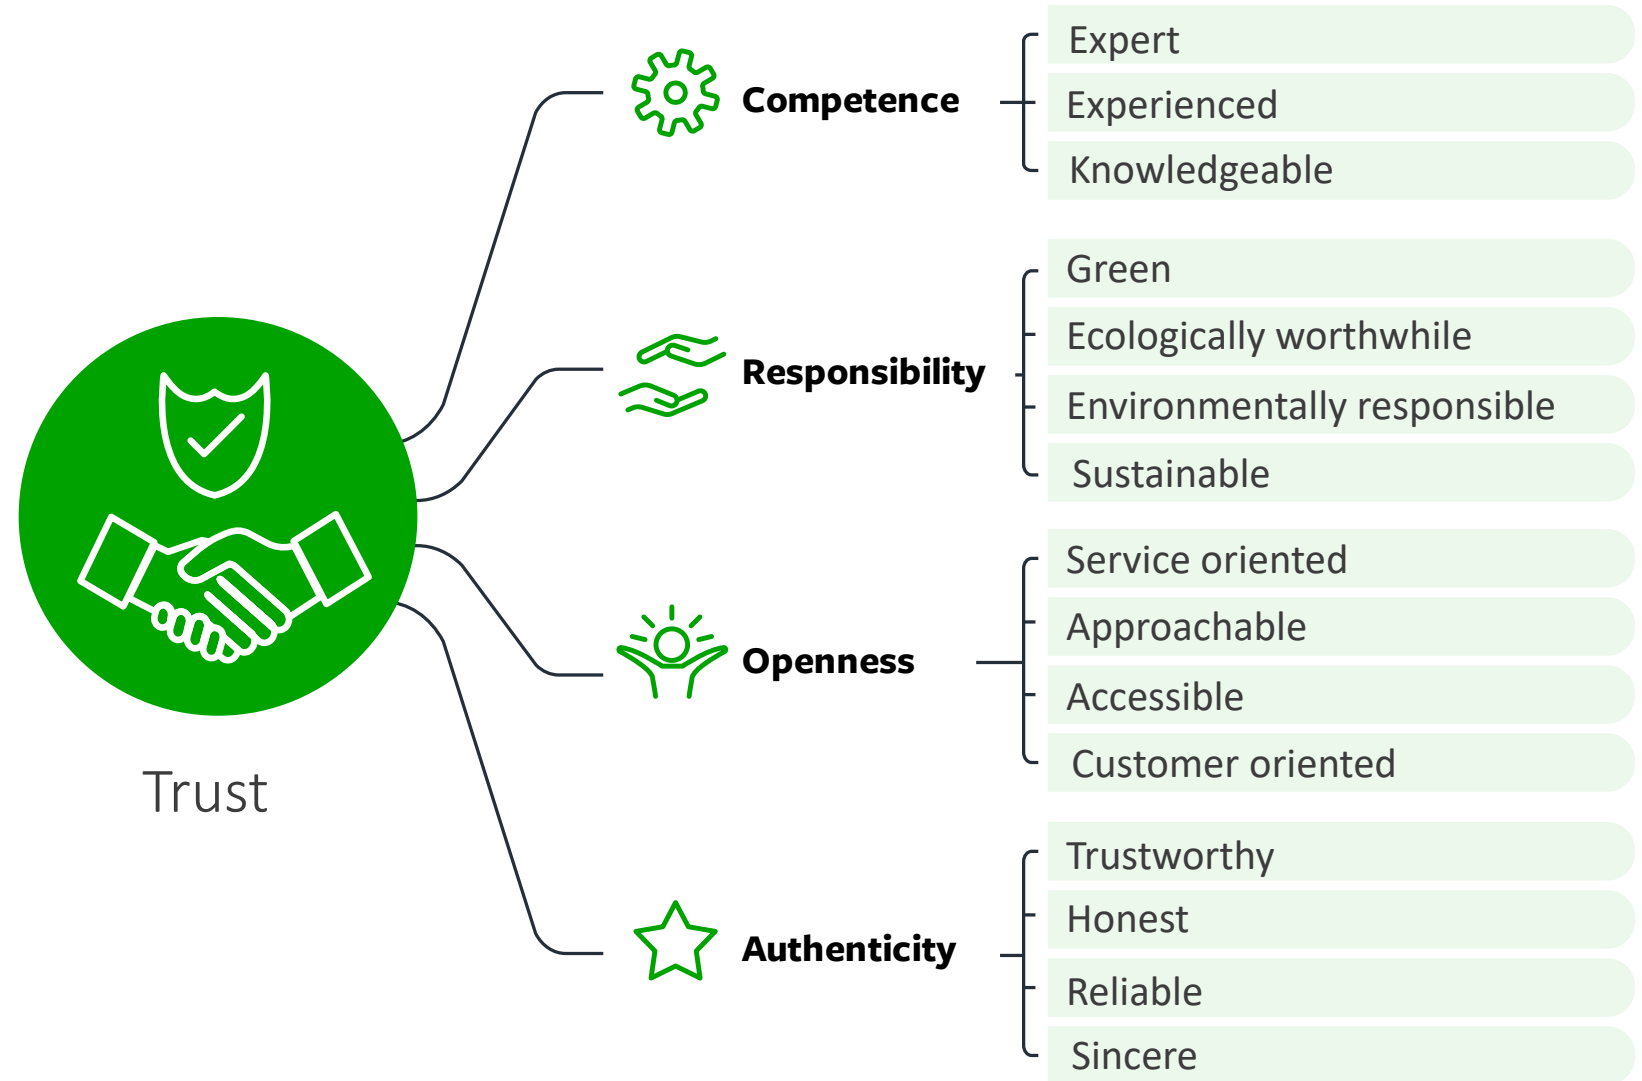 Trust
Competence
Expert
Experienced
Knowledgeable
Responsibility
Green
Ecologically worthwhile
Environmentally responsible
Sustainable
Openness
Service oriented
Approachable
Accessible
Customer oriented
Authenticity
Trustworthy
Honest
Reliable
Sincere